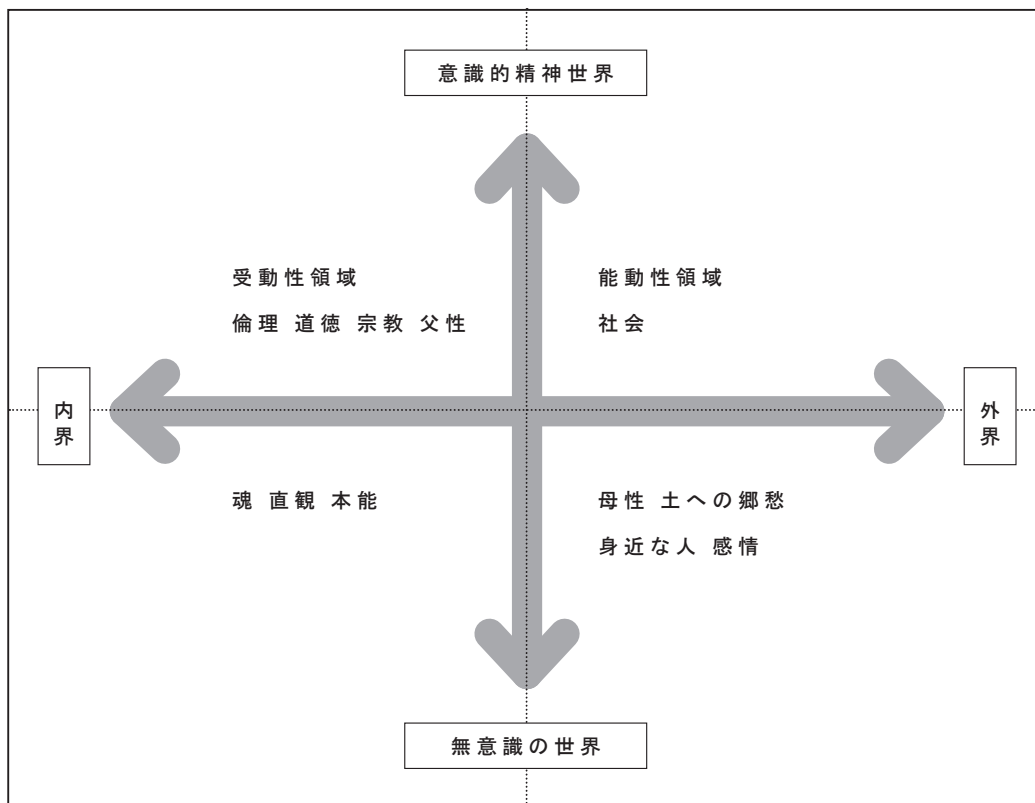 意識的精神世界
受動性領域
倫理 道徳 宗教 父性
能動性領域
社会
内界
外界
魂 直観 本能
母性 土への郷愁
身近な人 感情
無意識の世界